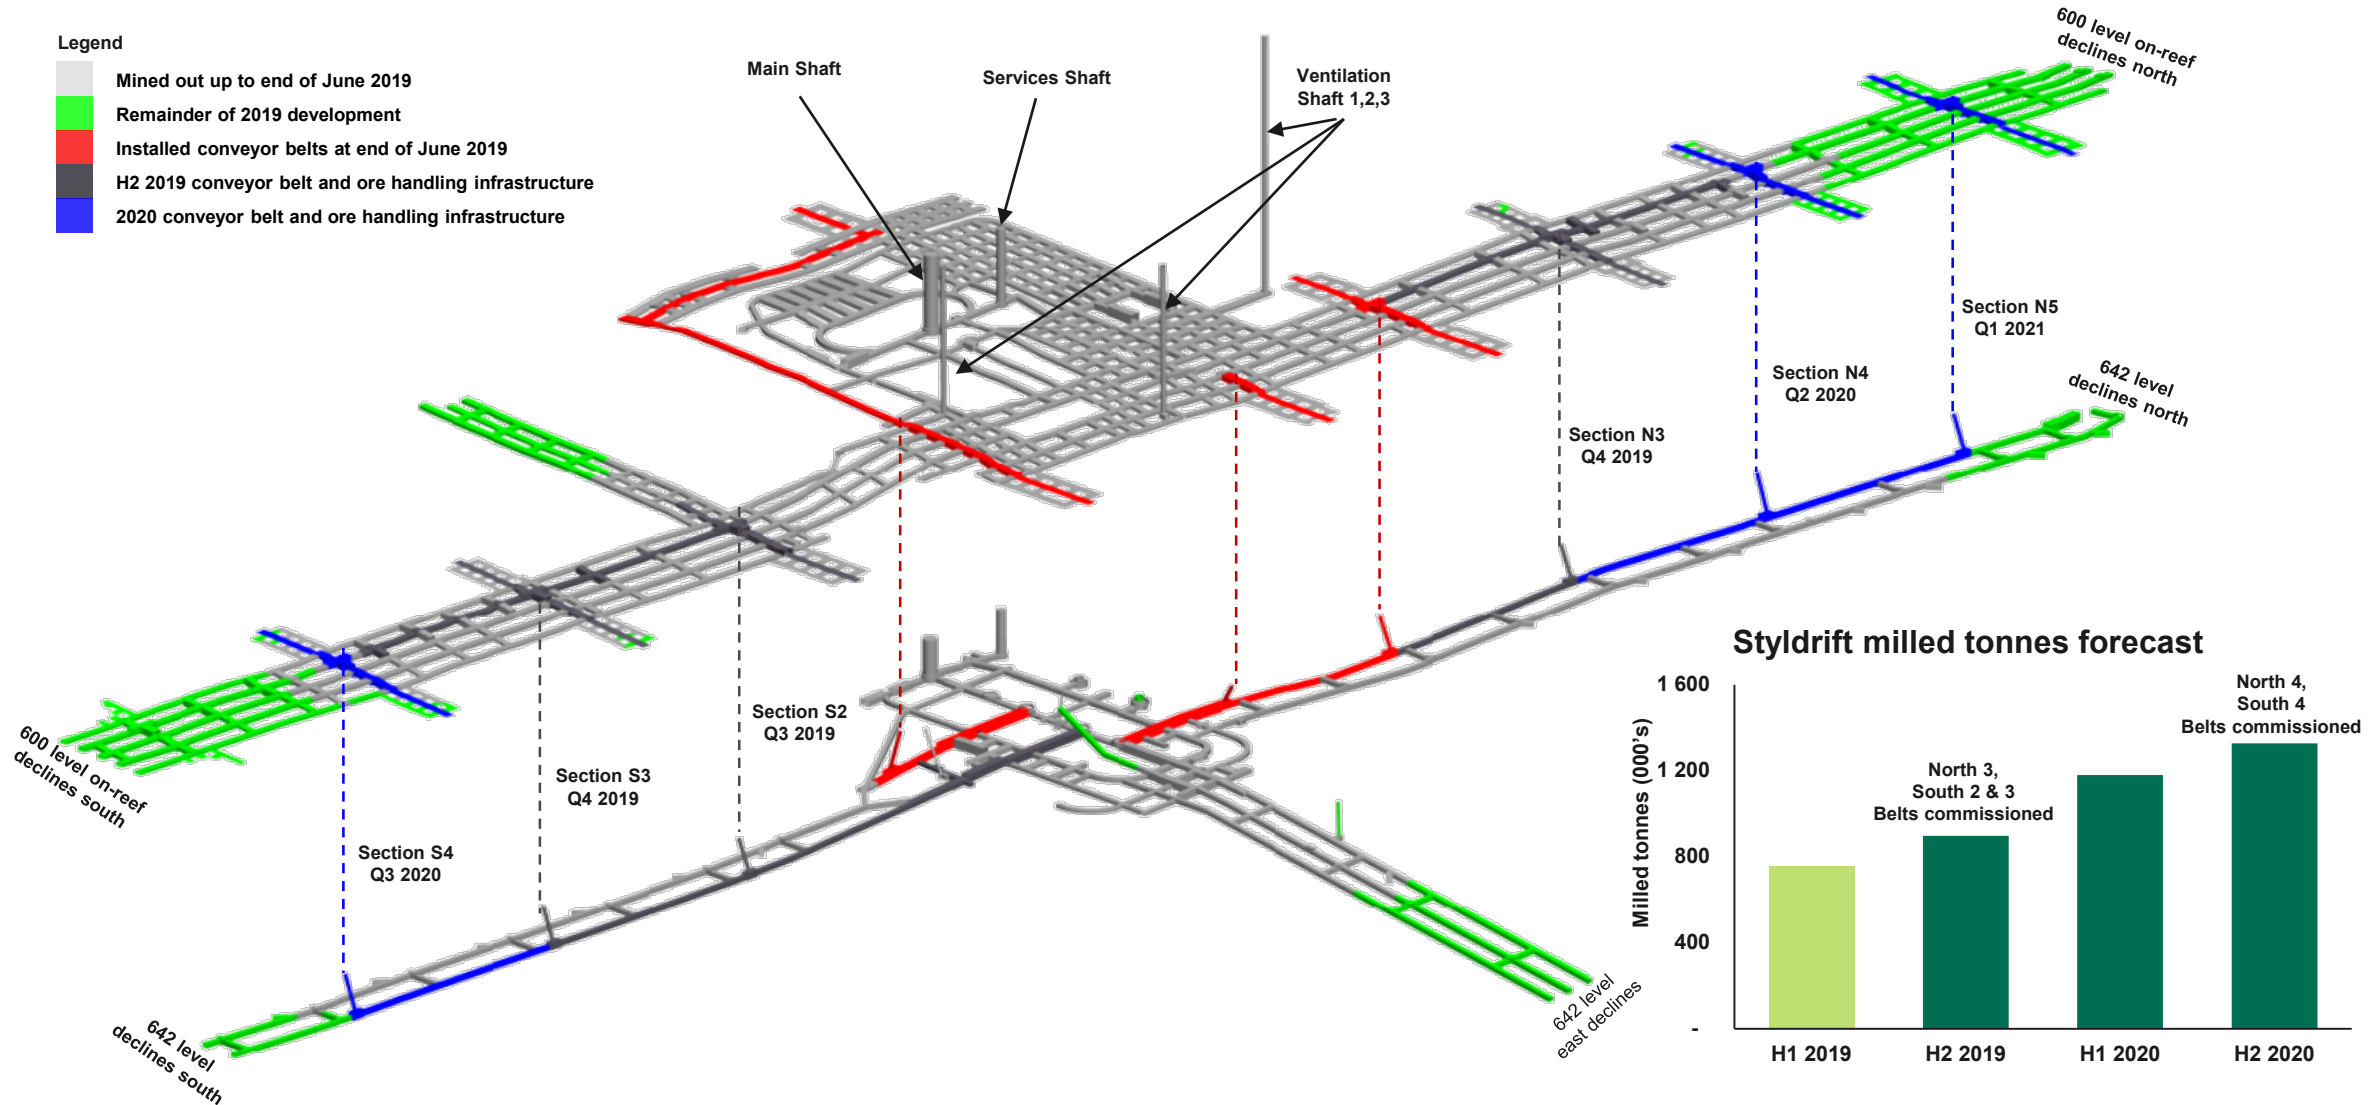 Legend
Mined out up to end of June 2019
Remainder of 2019 development
Installed conveyor belts at end of June 2019
H2 2019 conveyor belt and ore handling infrastructure
2020 conveyor belt and ore handling infrastructure
Main Shaft
Services Shaft
Ventilation
Shaft 1,2,3
600 level on-reef
declines north
Section N5
Q1 2021
Section N4
Q2 2020
642 level
declines north
Section N3
Q4 2019
Section S2
Q3 2019
Section S3
Q4 2019
Section S4
Q3 2020
600 level on-reef
declines south
642 level
declines south
642 level
east declines
Styldrift milled tonnes forecast
Milled tonnes (000's)
1 600
1 200
800
400
-
North 3,
South 2 & 3
Belts commissioned
North 4,
South 4
Belts commissioned
H1 2019
H2 2019
H1 2020
H2 2020